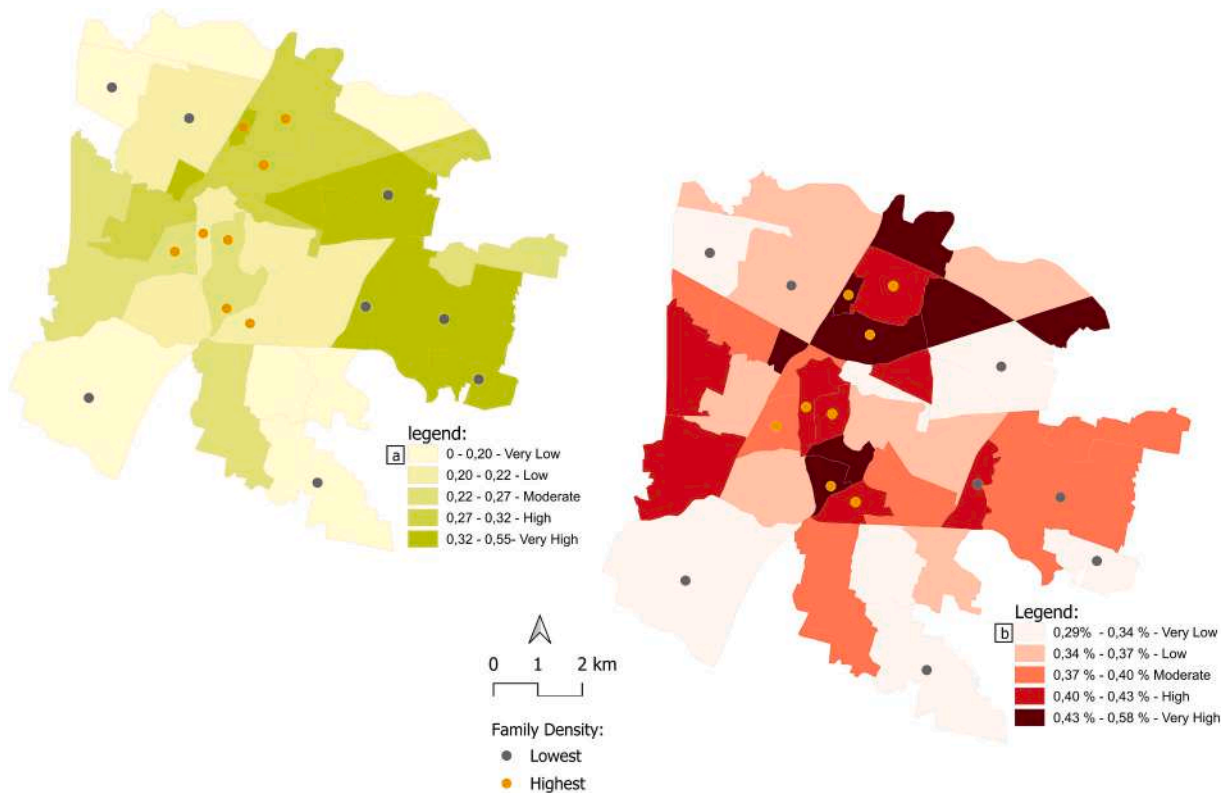 legend:
a
0 - 0,20 - Very Low
0,20 - 0,22 - Low
0,22 - 0,27 - Moderate
0,27 - 0,32 - High
0,32 - 0,55- Very High
Legend:
b
0,29% - 0,34 % - Very Low
0,34 % - 0,37% - Low
0,37 % - 0,40 % Moderate
0,40 % - 0,43% - High
0,43 % - 0,58 % - Very High
0 1 2 km
Family Density:
Lowest
Highest